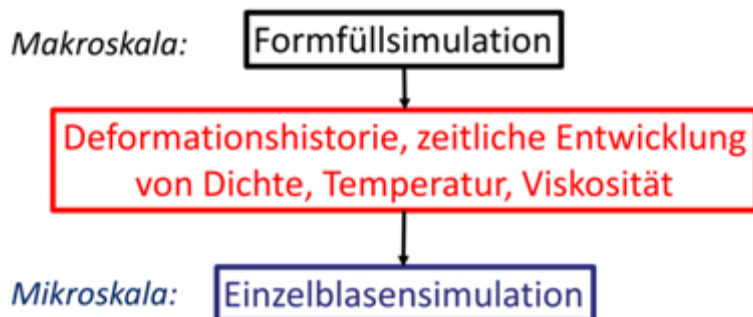 Makroskala: Formfüllsimulation
Deformationshistorie, zeitliche Entwicklung
von Dichte, Temperatur, Viskosität
Mikroskala: Einzelblasensimulation